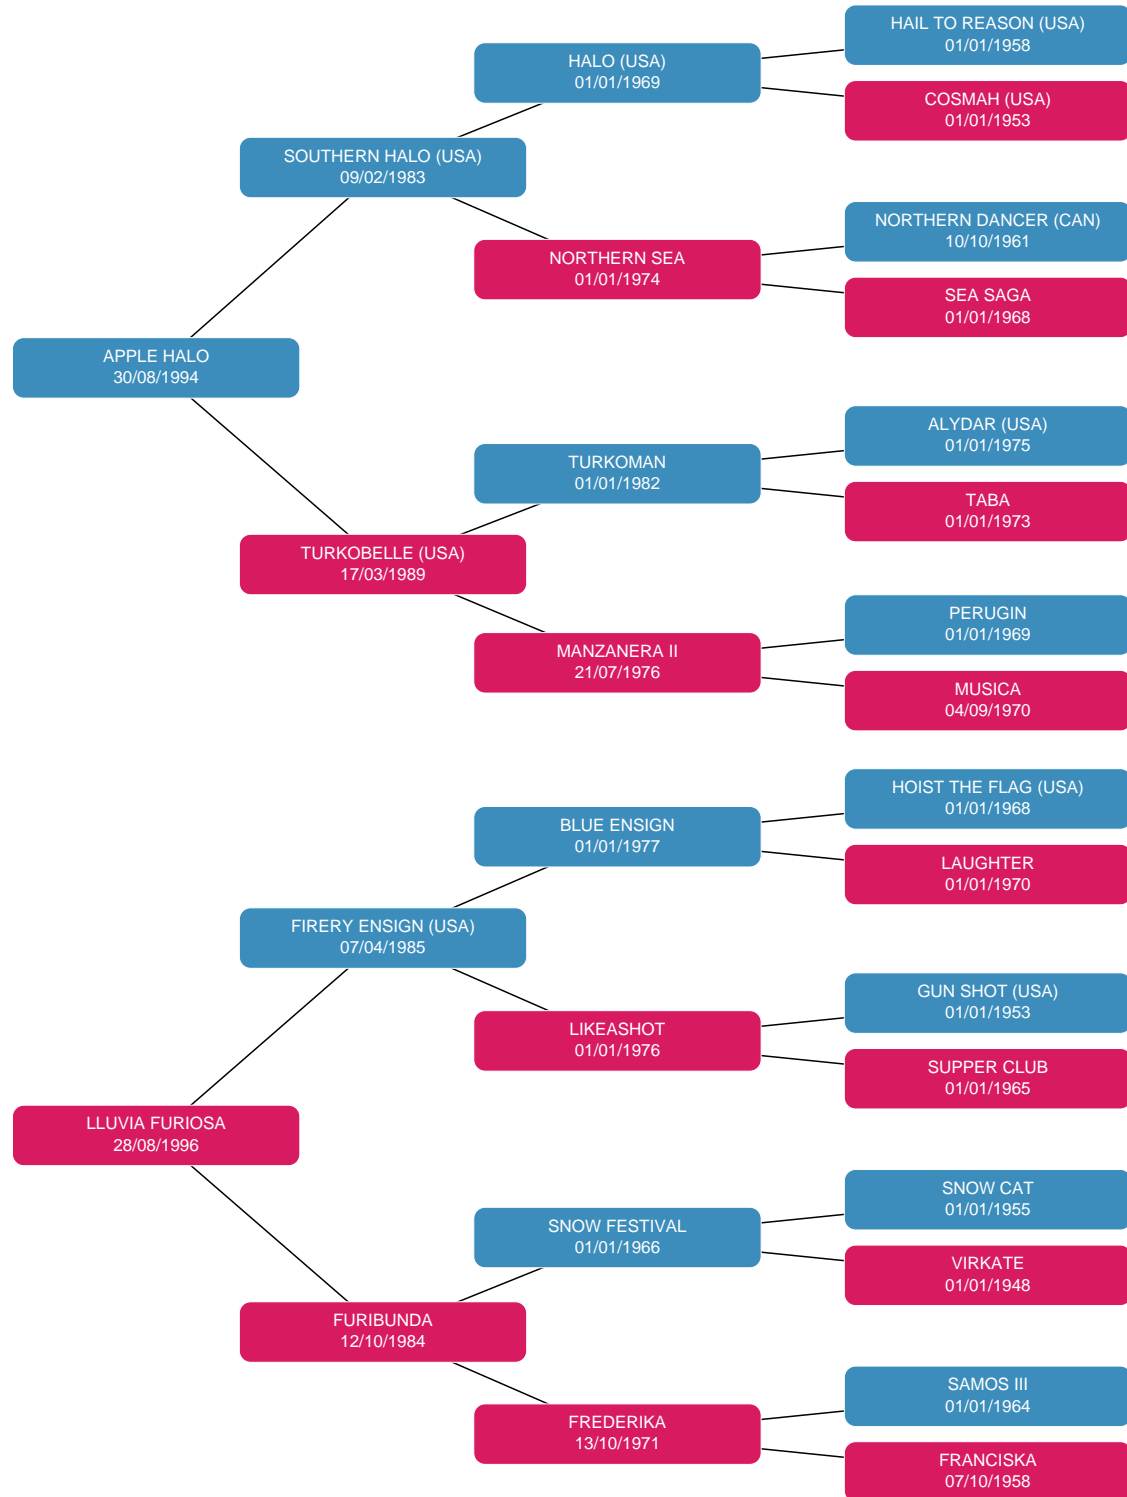 HAIL TO REASON (USA)
01/01/1958
HALO (USA)
01/01/1969
COSMAH (USA)
01/01/1953
SOUTHERN HALO (USA)
09/02/1983
NORTHERN DANCER (CAN)
10/10/1961
NORTHERN SEA
01/01/1974
SEA SAGA
01/01/1968
APPLE HALO
30/08/1994
ALYDAR (USA)
01/01/1975
TURKOMAN
01/01/1982
TABA
01/01/1973
TURKOBELLE (USA)
17/03/1989
PERUGIN
01/01/1969
MANZANERA II
21/07/1976
MUSICA
04/09/1970
HOIST THE FLAG (USA)
01/01/1968
BLUE ENSIGN
01/01/1977
LAUGHTER
01/01/1970
FIRERY ENSIGN (USA)
07/04/1985
GUN SHOT (USA)
01/01/1953
LIKEASHOT
01/01/1976
SUPPER CLUB
01/01/1965
LLUVIA FURIOSA
28/08/1996
SNOW CAT
01/01/1955
SNOW FESTIVAL
01/01/1966
VIRKATE
01/01/1948
FURIBUNDA
12/10/1984
SAMOS III
01/01/1964
FREDERIKA
13/10/1971
FRANCISKA
07/10/1958